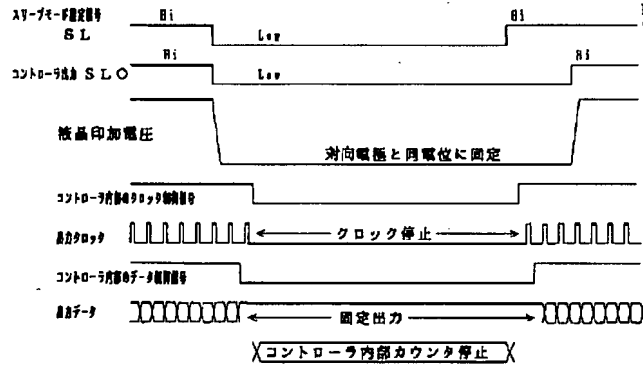 スリープモード設定信号 Hi Hi
SL Low
コントローラ出力 SLO Hi Low Hi
液晶印加電圧
対向電極と同電位に固定
コントローラ内部のクロック制御信号
出力クロック クロック停止
コントローラ内部のデータ制御信号
出力データ 固定出力
コントローラ内部カウンタ停止